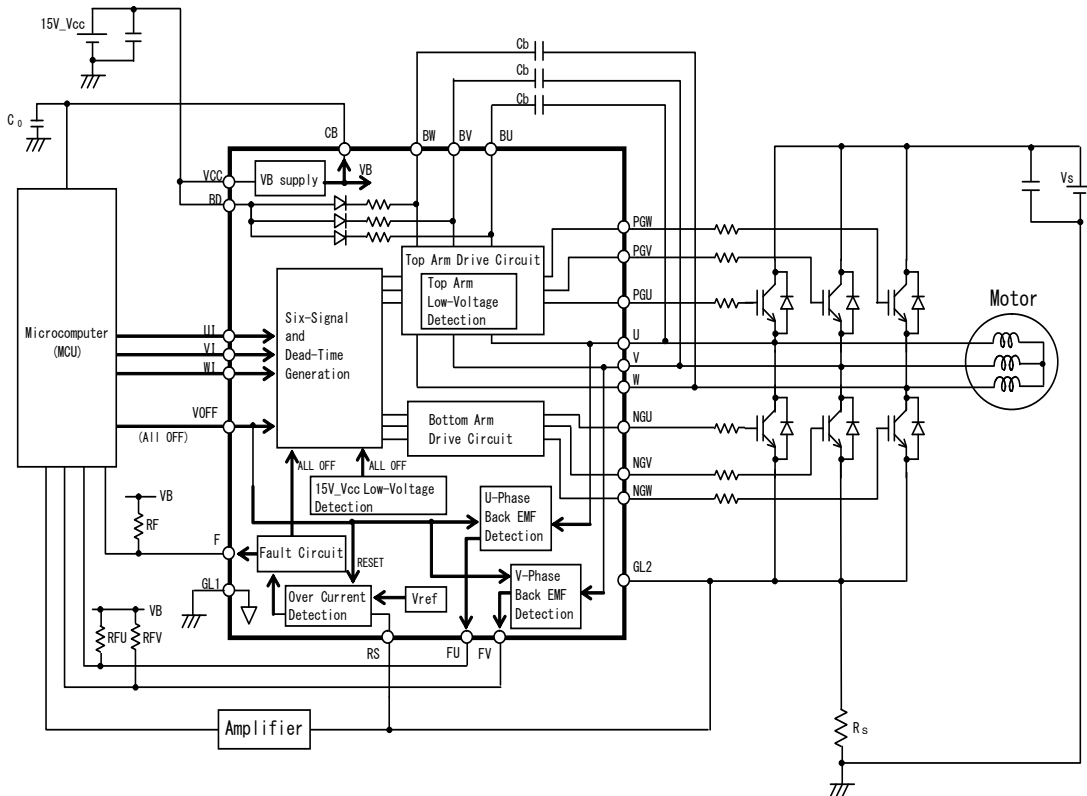 15V_Vcc
Cb
Cb
Cb
C₀
CB
BW
BV
BU
VCC
BD
VB supply
VB
Vs
PGW
PGV
PGU
Top Arm Drive Circuit
Top Arm
Low-Voltage
Detection
Motor
Microcomputer
(MCU)
UI
VI
WI
Six-Signal
and
Dead-Time
Generation
U
V
W
VOFF
(All OFF)
Bottom Arm
Drive Circuit
NGU
NGV
NGW
ALL OFF
ALL OFF
15V_Vcc Low-Voltage
Detection
U-Phase
Back EMF
Detection
VB
RF
F
Fault Circuit
RESET
GL1
GL2
V-Phase
Back EMF
Detection
Over Current
Detection
Vref
VB
RFU
RFV
RS
FU
FV
Amplifier
Rs